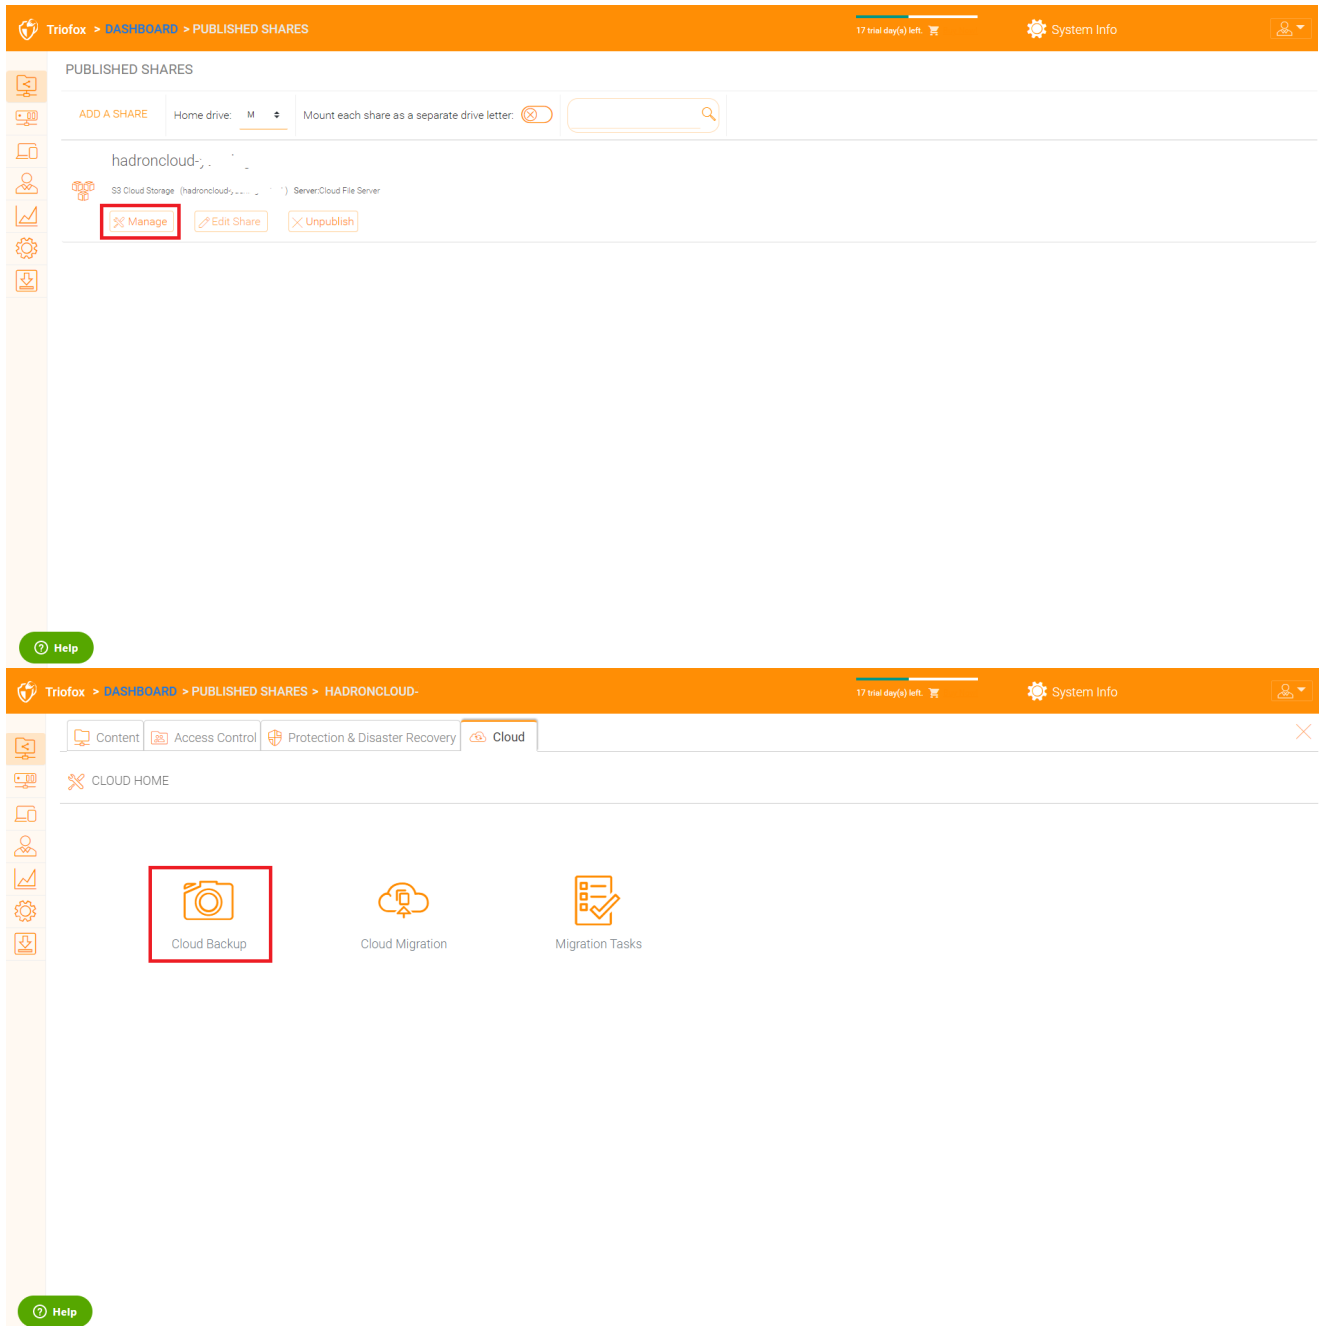 Triofox > DASHBOARD > PUBLISHED SHARES
17 trial day(s) left.
System Info
PUBLISHED SHARES
ADD A SHARE Home drive: M Mount each share as a separate drive letter:
hadroncloud-
S3 Cloud Storage (hadroncloud- ) Server:Cloud File Server
Manage Edit Share Unpublish
Help
Triofox > DASHBOARD > PUBLISHED SHARES > HADRONCLOUD-
17 trial day(s) left.
System Info
Content Access Control Protection & Disaster Recovery Cloud
CLOUD HOME
Cloud Backup Cloud Migration Migration Tasks
Help